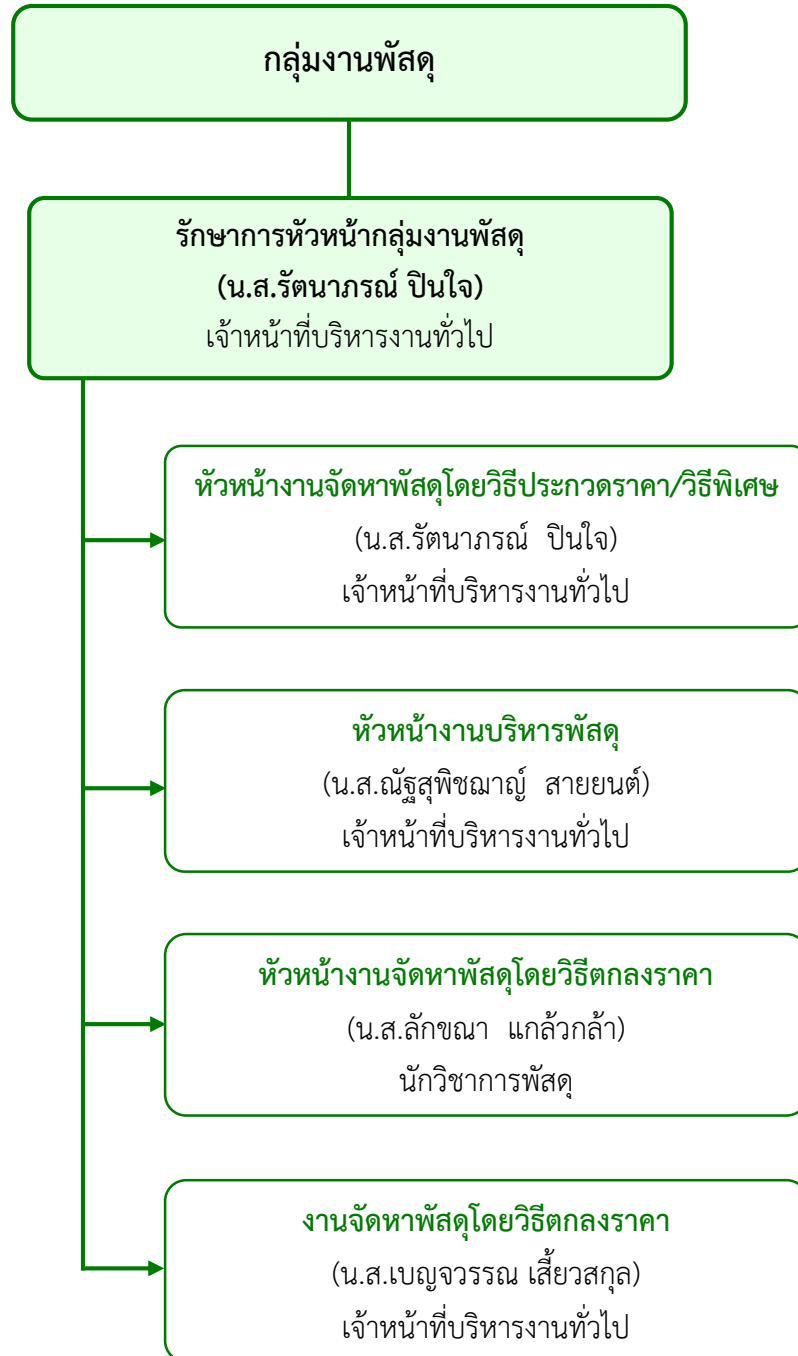 กลุ่มงานพัสดุ
รักษาการหัวหน้ากลุ่มงานพัสดุ
(น.ส.รัตนาภรณ์ ปินใจ)
เจ้าหน้าที่บริหารงานทั่วไป
หัวหน้างานจัดหาพัสดุโดยวิธีประกวดราคา/วิธีพิเศษ
(น.ส.รัตนาภรณ์ ปินใจ)
เจ้าหน้าที่บริหารงานทั่วไป
หัวหน้างานบริหารพัสดุ
(น.ส.ณัฐสุพิชฌาญ์ สายยนต์)
เจ้าหน้าที่บริหารงานทั่วไป
หัวหน้างานจัดหาพัสดุโดยวิธีตกลงราคา
(น.ส.ลักขณา แกล้วกล้า)
นักวิชาการพัสดุ
งานจัดหาพัสดุโดยวิธีตกลงราคา
(น.ส.เบญจวรรณ เสี้ยวสกุล)
เจ้าหน้าที่บริหารงานทั่วไป